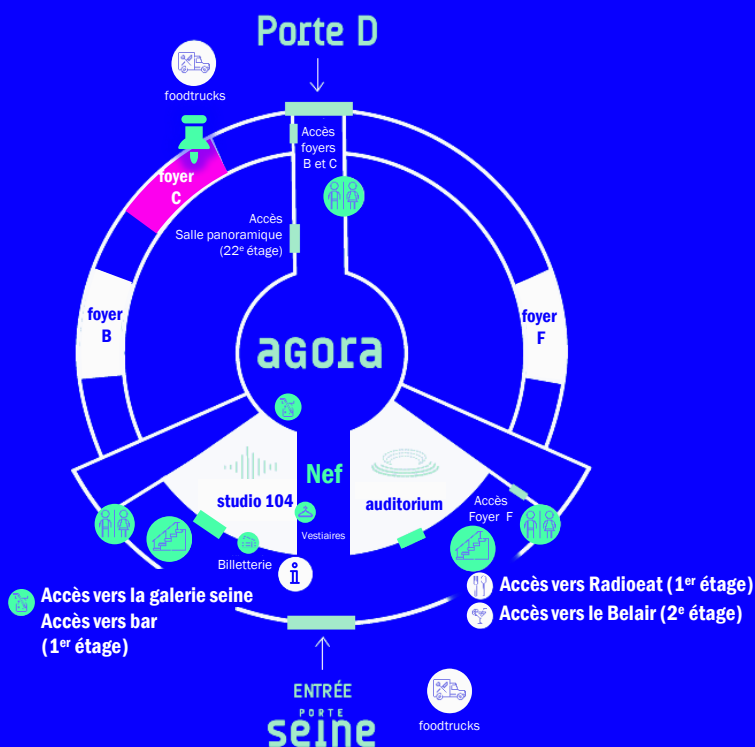 Porte D
foodtrucks
Accès
foyers
B et C
foyer
C
Accès
Salle panoramique
(22e étage)
foyer
B
foyer
F
agora
Nef
studio 104
auditorium
Accès
Foyer F
Vestiaires
Billetterie
i
Accès vers la galerie seine
Accès vers bar
(1er étage)
Accès vers Radioeat (1er étage)
Accès vers le Belair (2e étage)
ENTRÉE
PORTE
seine
foodtrucks